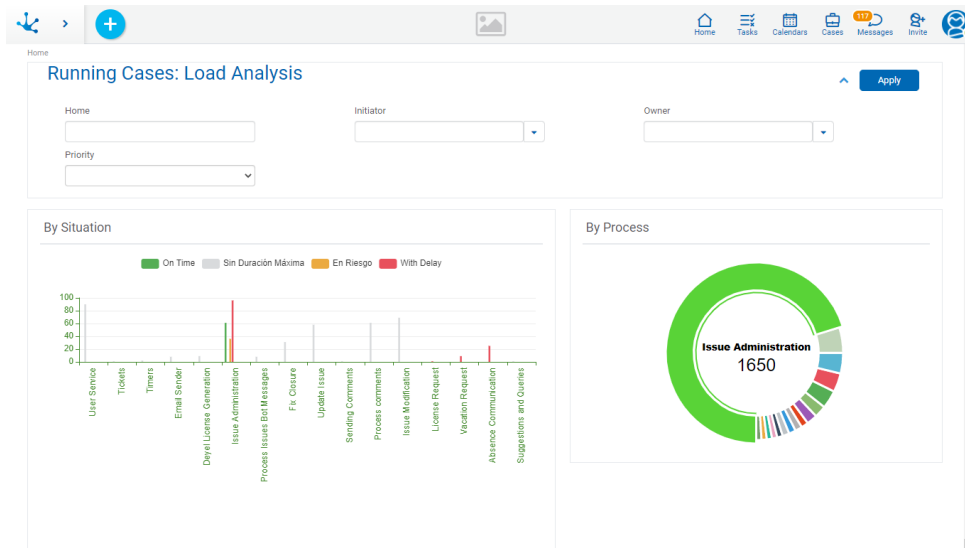 117
Home
Tasks
Calendars
Cases
Messages
Invite
Home
Running Cases: Load Analysis
Apply
Home
Initiator
Owner
Priority
By Situation
By Process
On Time
Sin Duración Máxima
En Riesgo
With Delay
100
80
60
40
20
0
User Service
Tickets
Timers
Email Sender
Deyel License Generation
Issue Administration
Process Issues Bot Messages
Fix Closure
Update Issue
Sending Comments
Process comments
Issue Modification
License Request
Vacation Request
Absence Communication
Suggestions and Queries
Issue Administration
1650